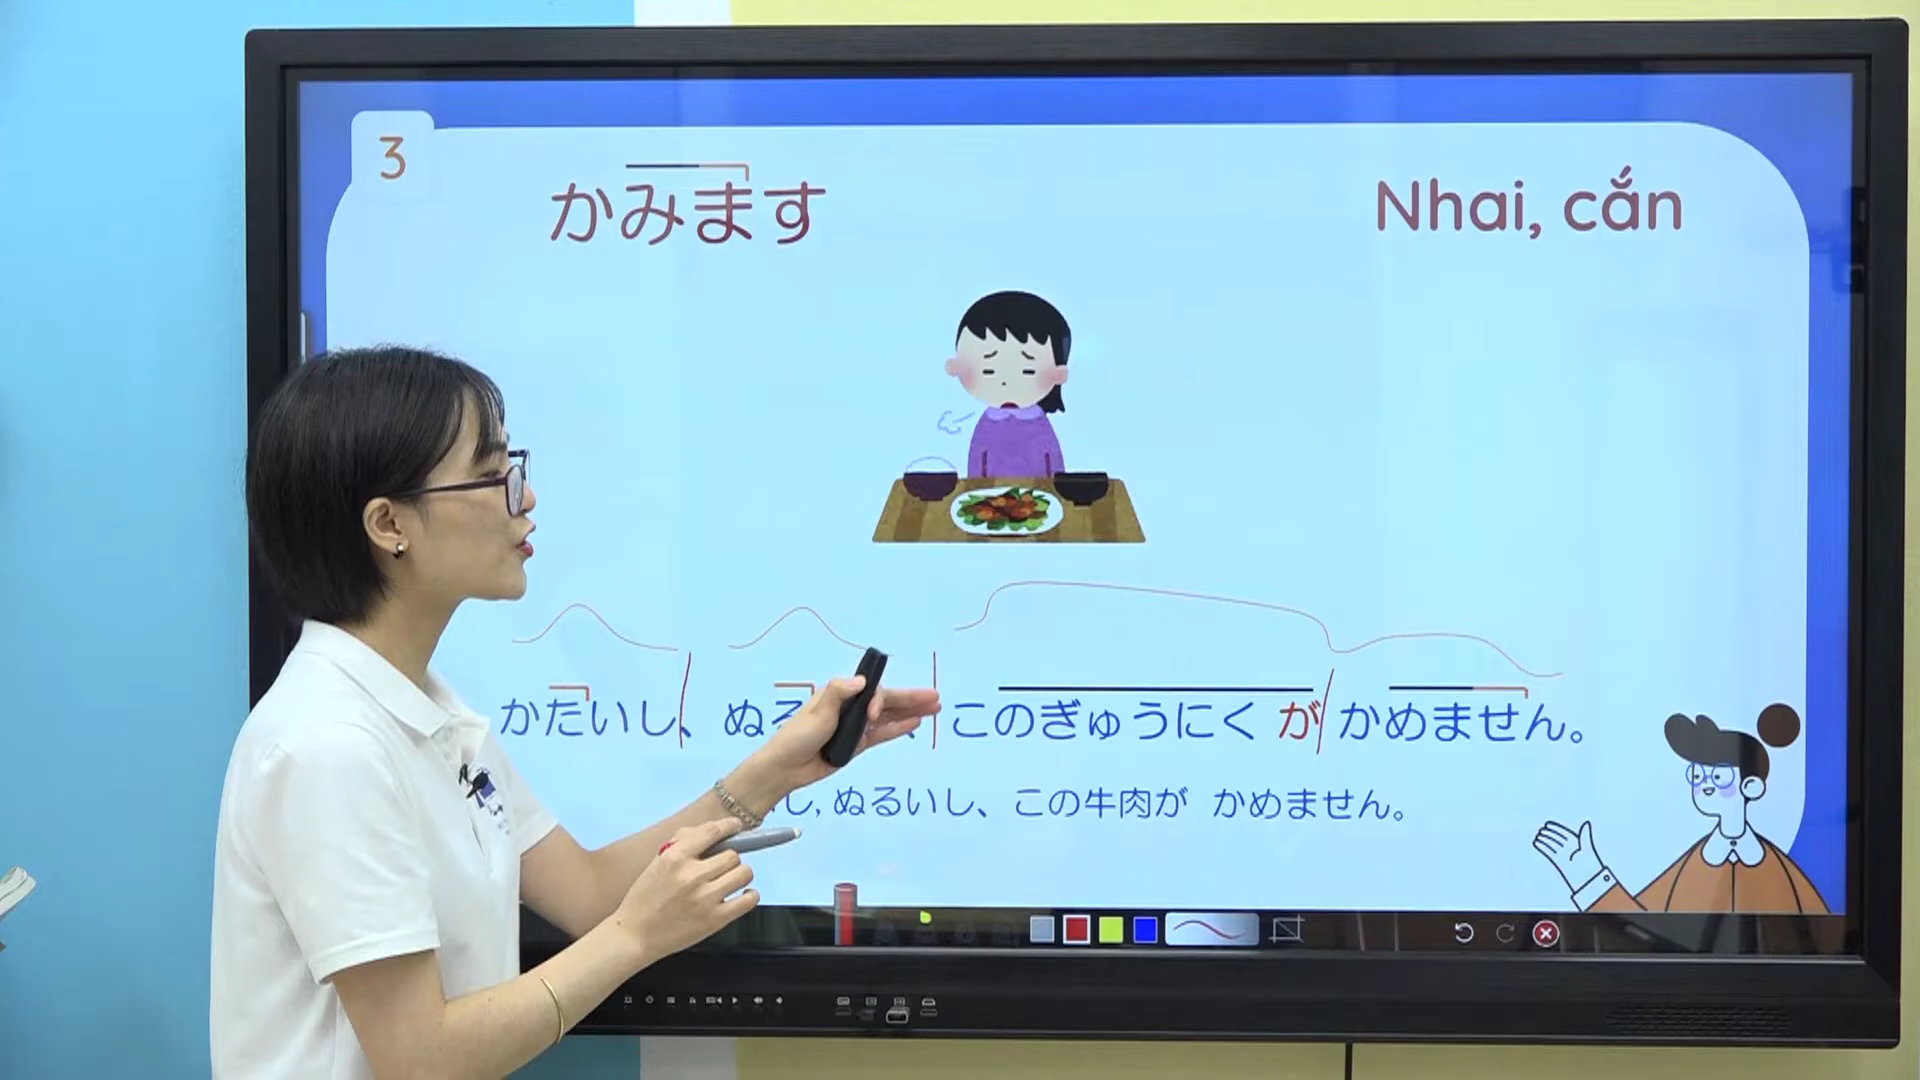 3
かみます
Nhai, cắn
かたいし、ぬる、このぎゅうにくが かめません。
し, ぬるいし、この牛肉が かめません。